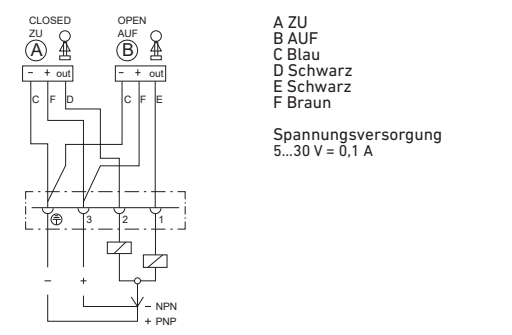 CLOSED OPEN
ZU AUF
A B
- + out - + out
C F D C F E
3 2 1
- +
- NPN
+ PNP
A ZU
B AUF
C Blau
D Schwarz
E Schwarz
F Braun
Spannungsversorgung
5...30 V = 0,1 A